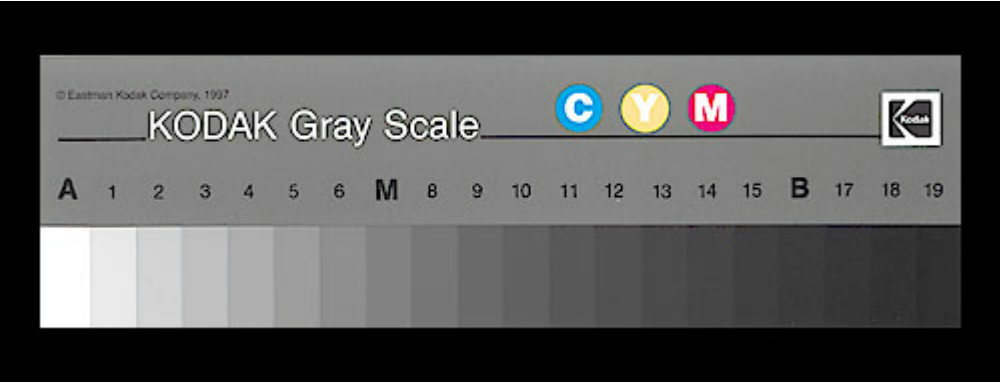 © Eastman Kodak Company, 1997
KODAK Gray Scale
C Y M
Kodak
A 1 2 3 4 5 6 M 8 9 10 11 12 13 14 15 B 17 18 19